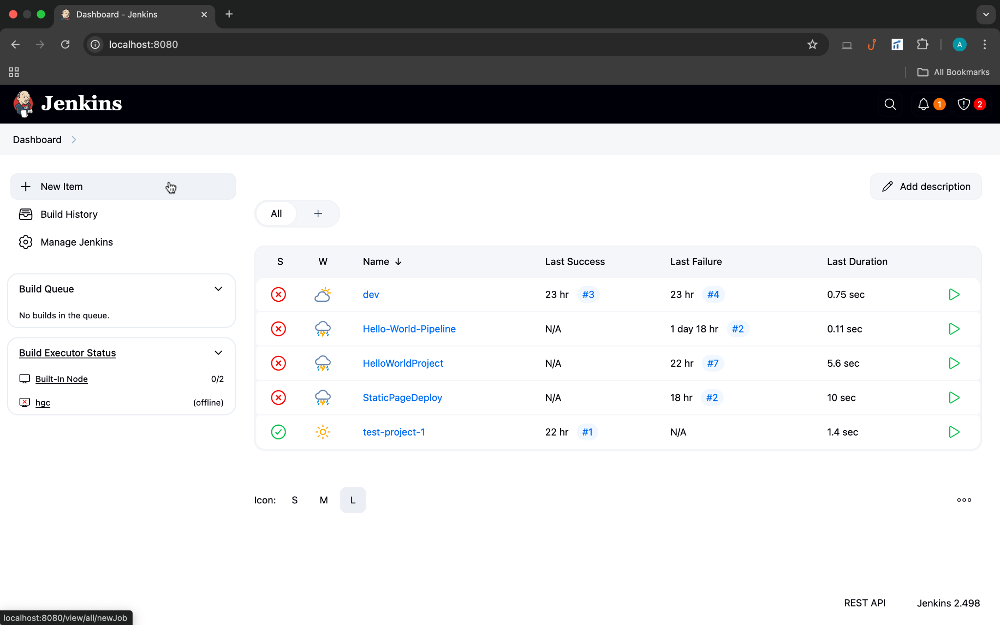 Dashboard - Jenkins
localhost:8080
A
All Bookmarks
Jenkins
1
2
Dashboard
New Item
Build History
Manage Jenkins
Build Queue
No builds in the queue.
Build Executor Status
Built-In Node 0/2
hgc (offline)
Add description
All +
S W Name ↓ Last Success Last Failure Last Duration
dev 23 hr #3 23 hr #4 0.75 sec
Hello-World-Pipeline N/A 1 day 18 hr #2 0.11 sec
HelloWorldProject N/A 22 hr #7 5.6 sec
StaticPageDeploy N/A 18 hr #2 10 sec
test-project-1 22 hr #1 N/A 1.4 sec
Icon: S M L
REST API Jenkins 2.498
localhost:8080/view/all/newJob